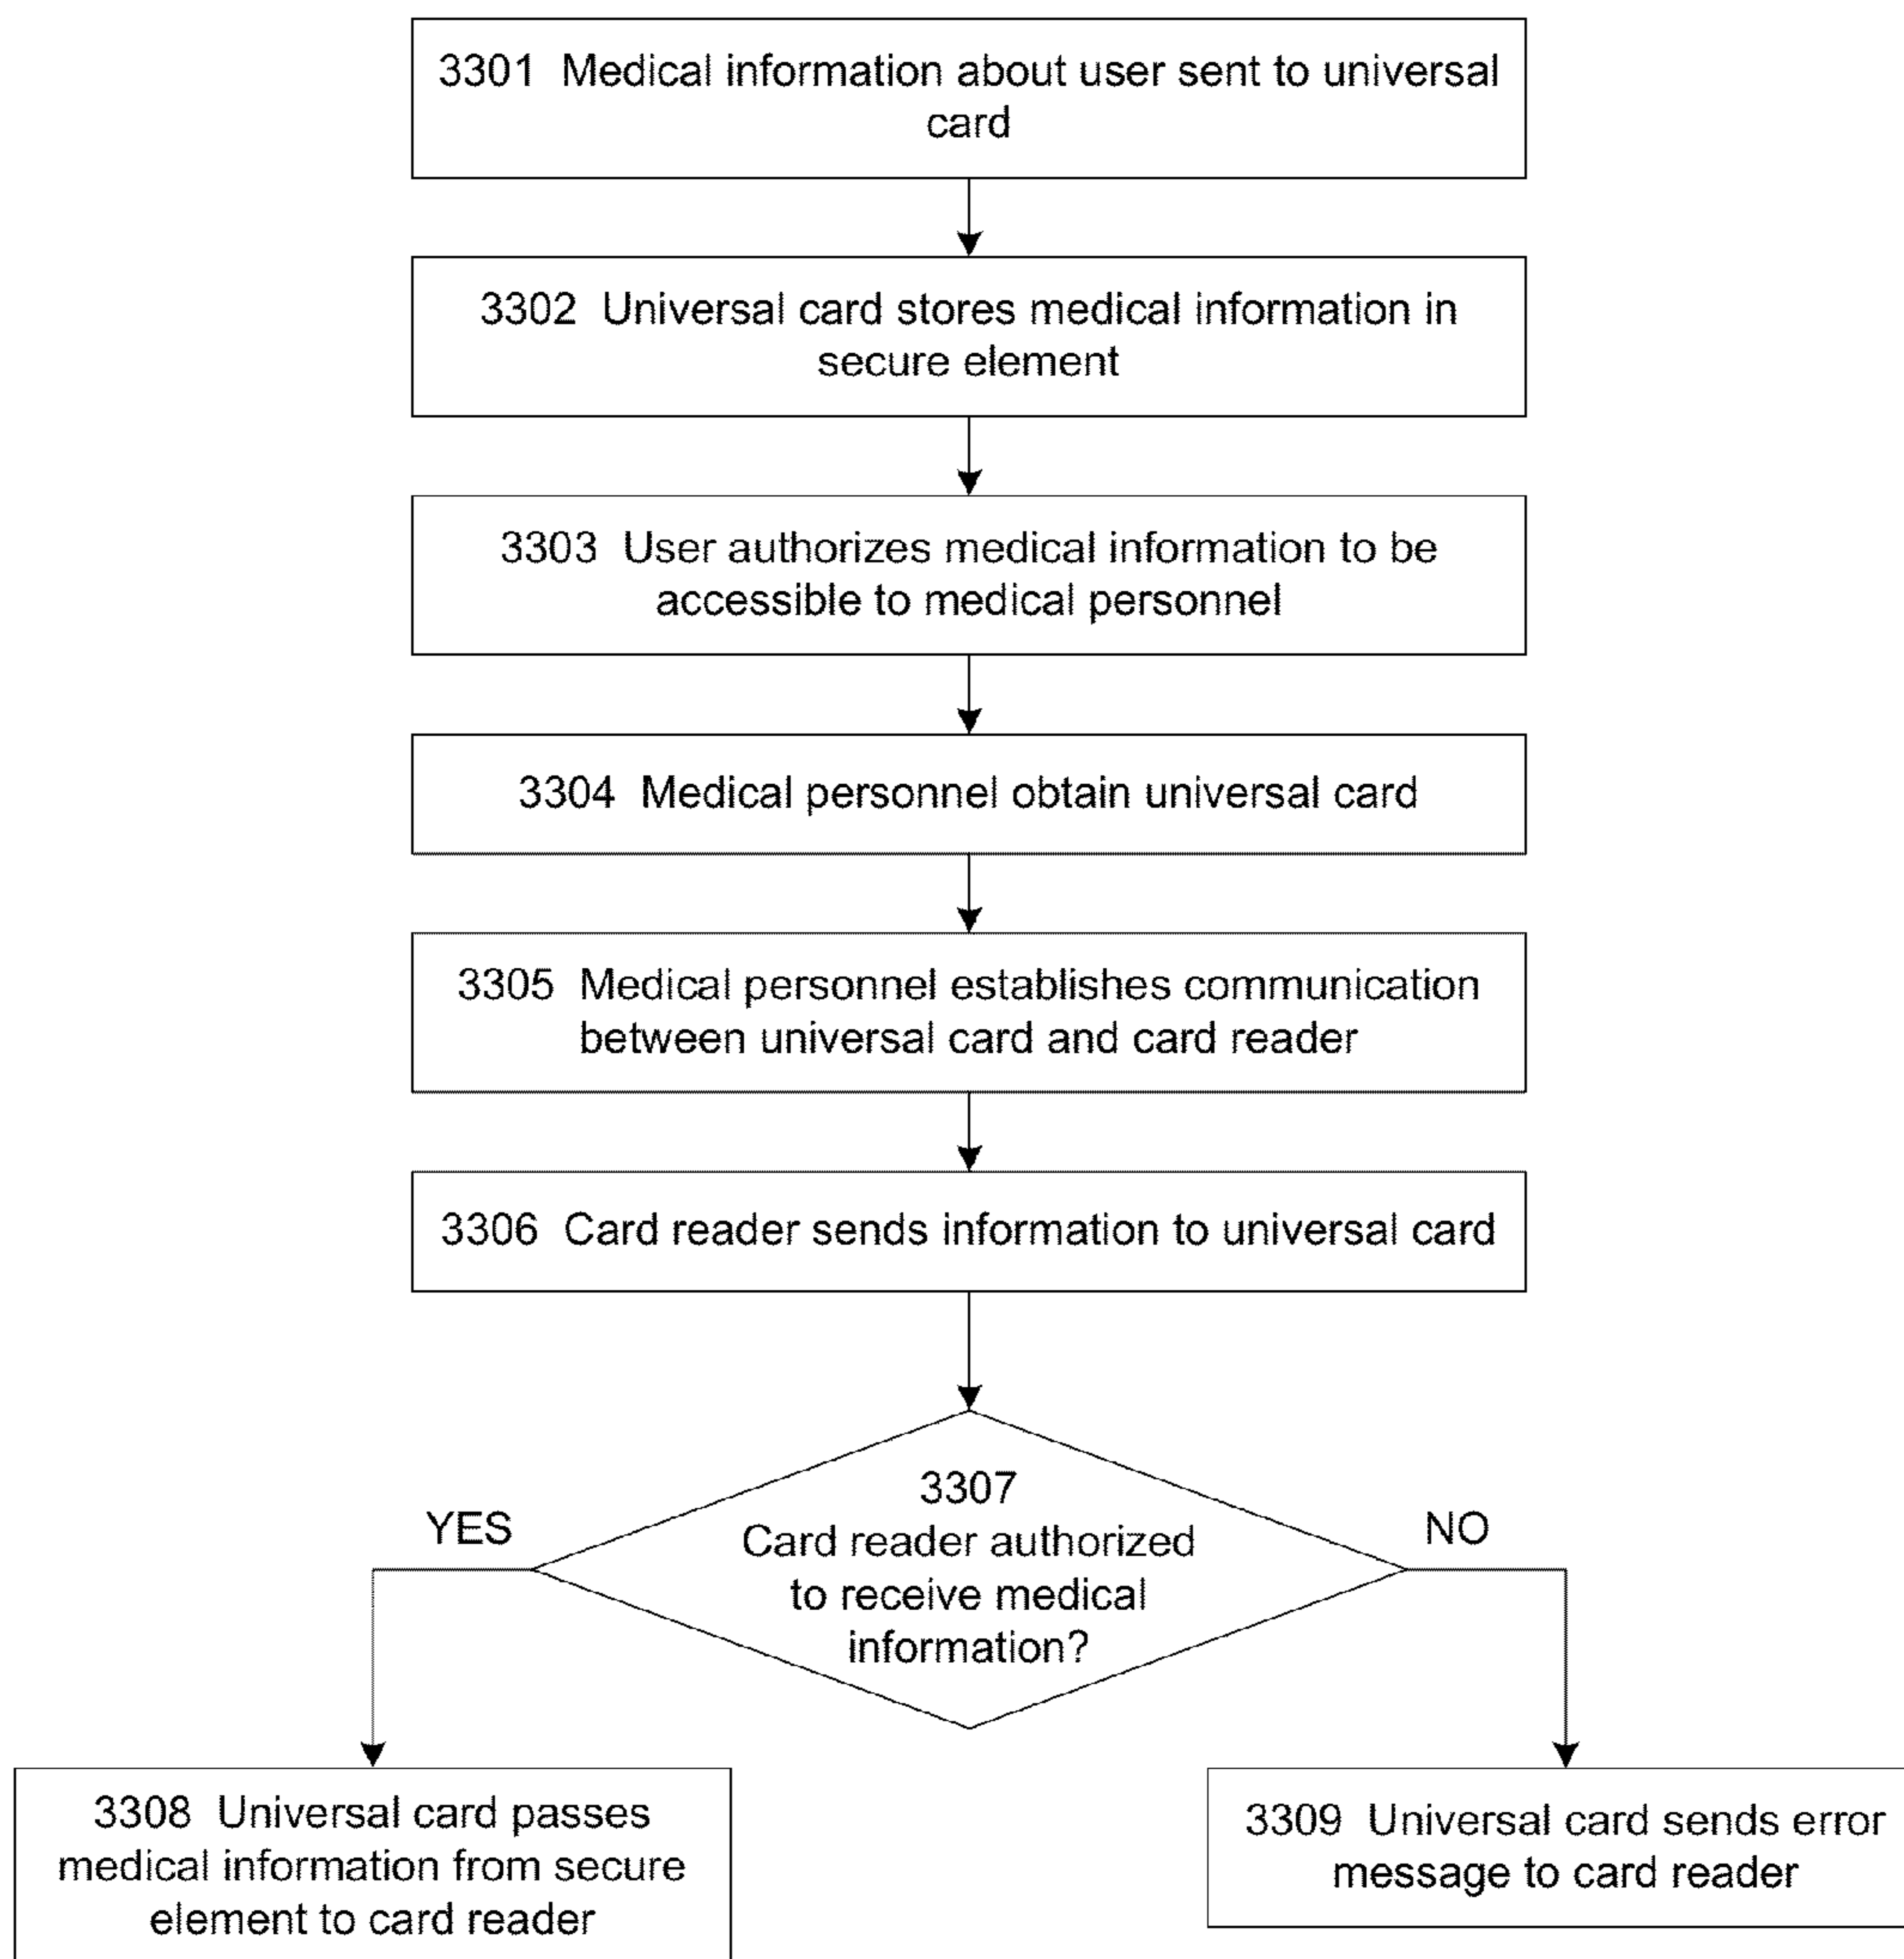 3301 Medical information about user sent to universal
card
3302 Universal card stores medical information in
secure element
3303 User authorizes medical information to be
accessible to medical personnel
3304 Medical personnel obtain universal card
3305 Medical personnel establishes communication
between universal card and card reader
3306 Card reader sends information to universal card
3307
Card reader authorized
to receive medical
information?
YES
NO
3308 Universal card passes
medical information from secure
element to card reader
3309 Universal card sends error
message to card reader